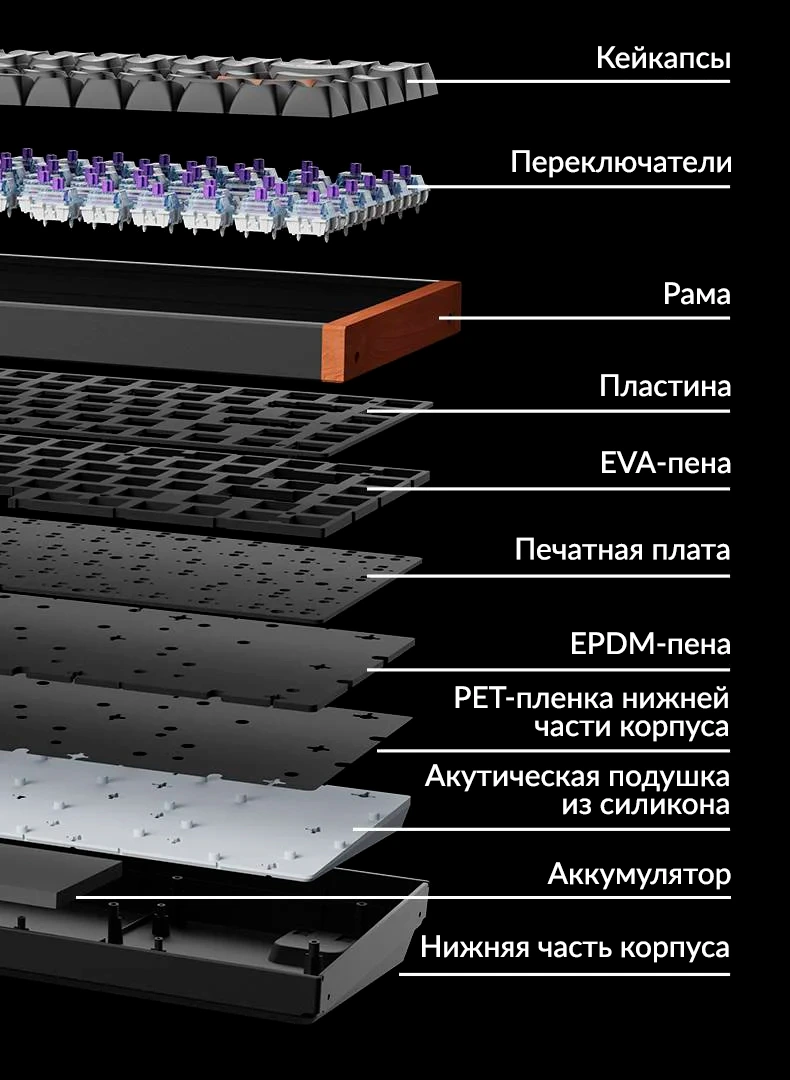 Кейкапсы
Переключатели
Рама
Пластина
EVA-пена
Печатная плата
EPDM-пена
PET-пленка нижней
части корпуса
Акутическая подушка
из силикона
Аккумулятор
Нижняя часть корпуса